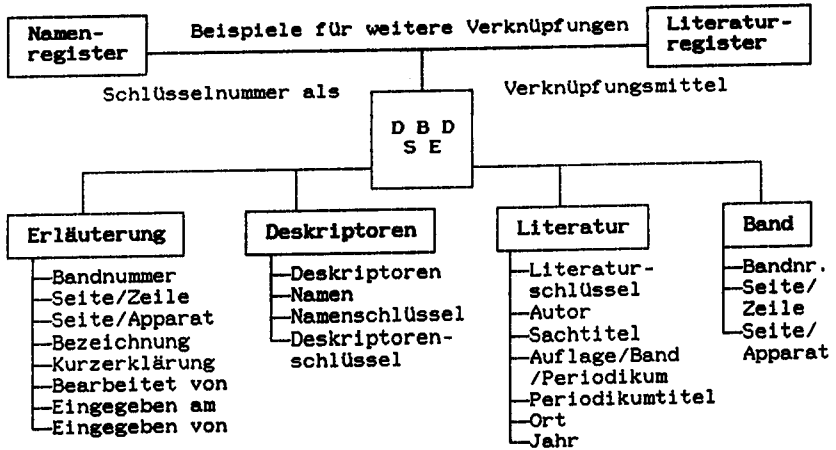 Namen-
register
Beispiele für weitere Verknüpfungen
Literatur-
register
Schlüsselnummer als
Verknüpfungsmittel
D B D
S E
Erläuterung
Bandnummer
Seite/Zeile
Seite/Apparat
Bezeichnung
Kurzerklärung
Bearbeitet von
Eingegeben am
Eingegeben von
Deskriptoren
Deskriptoren
Namen
Namenschlüssel
Deskriptoren-
schlüssel
Literatur
Literatur-
schlüssel
Autor
Sachtitel
Auflage/Band
/Periodikum
Periodikumtitel
Ort
Jahr
Band
Bandnr.
Seite/
Zeile
Seite/
Apparat